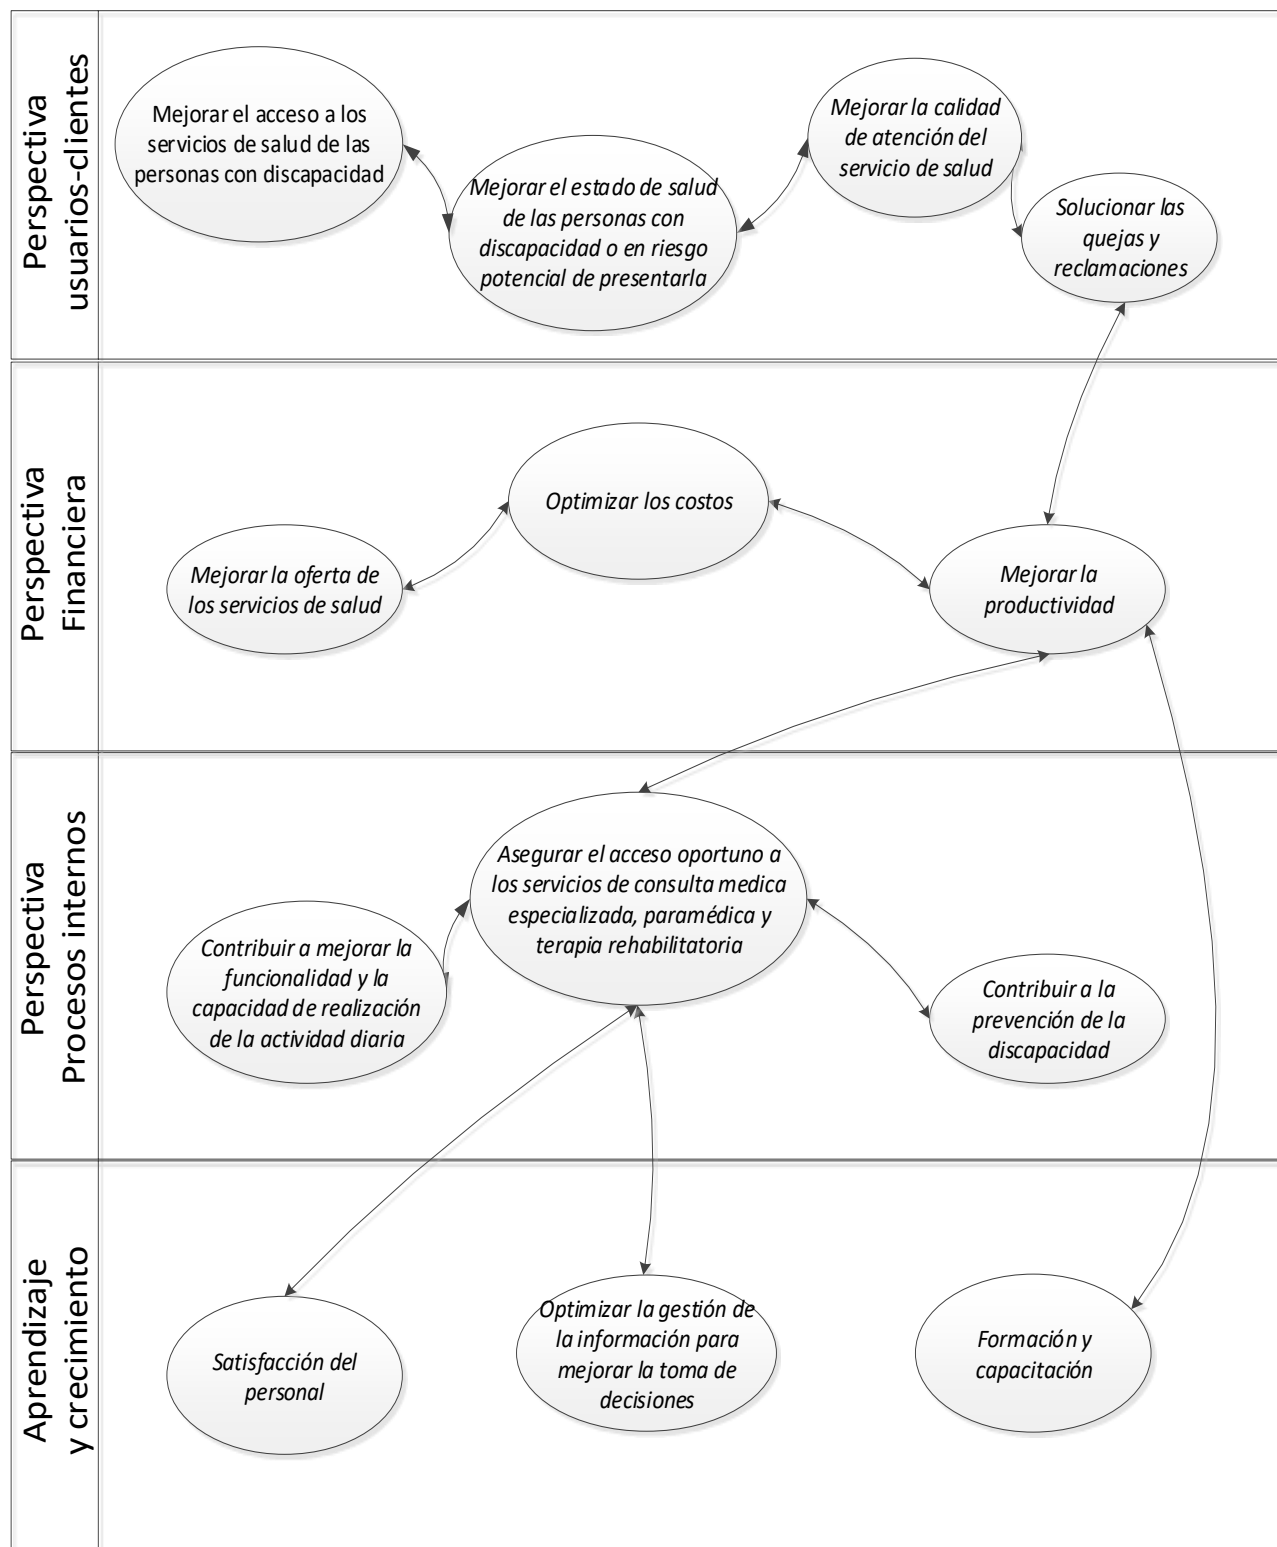 Perspectiva
usuarios-clientes
Mejorar el acceso a los
servicios de salud de las
personas con discapacidad
Mejorar el estado de salud
de las personas con
discapacidad o en riesgo
potencial de presentarla
Mejorar la calidad
de atención del
servicio de salud
Solucionar las
quejas y
reclamaciones
Perspectiva
Financiera
Mejorar la oferta de
los servicios de salud
Optimizar los costos
Mejorar la
productividad
Perspectiva
Procesos internos
Contribuir a mejorar la
funcionalidad y la
capacidad de realización
de la actividad diaria
Asegurar el acceso oportuno a
los servicios de consulta medica
especializada, paramédica y
terapia rehabilitatoria
Contribuir a la
prevención de la
discapacidad
Aprendizaje
y crecimiento
Satisfacción del
personal
Optimizar la gestión de
la información para
mejorar la toma de
decisiones
Formación y
capacitación